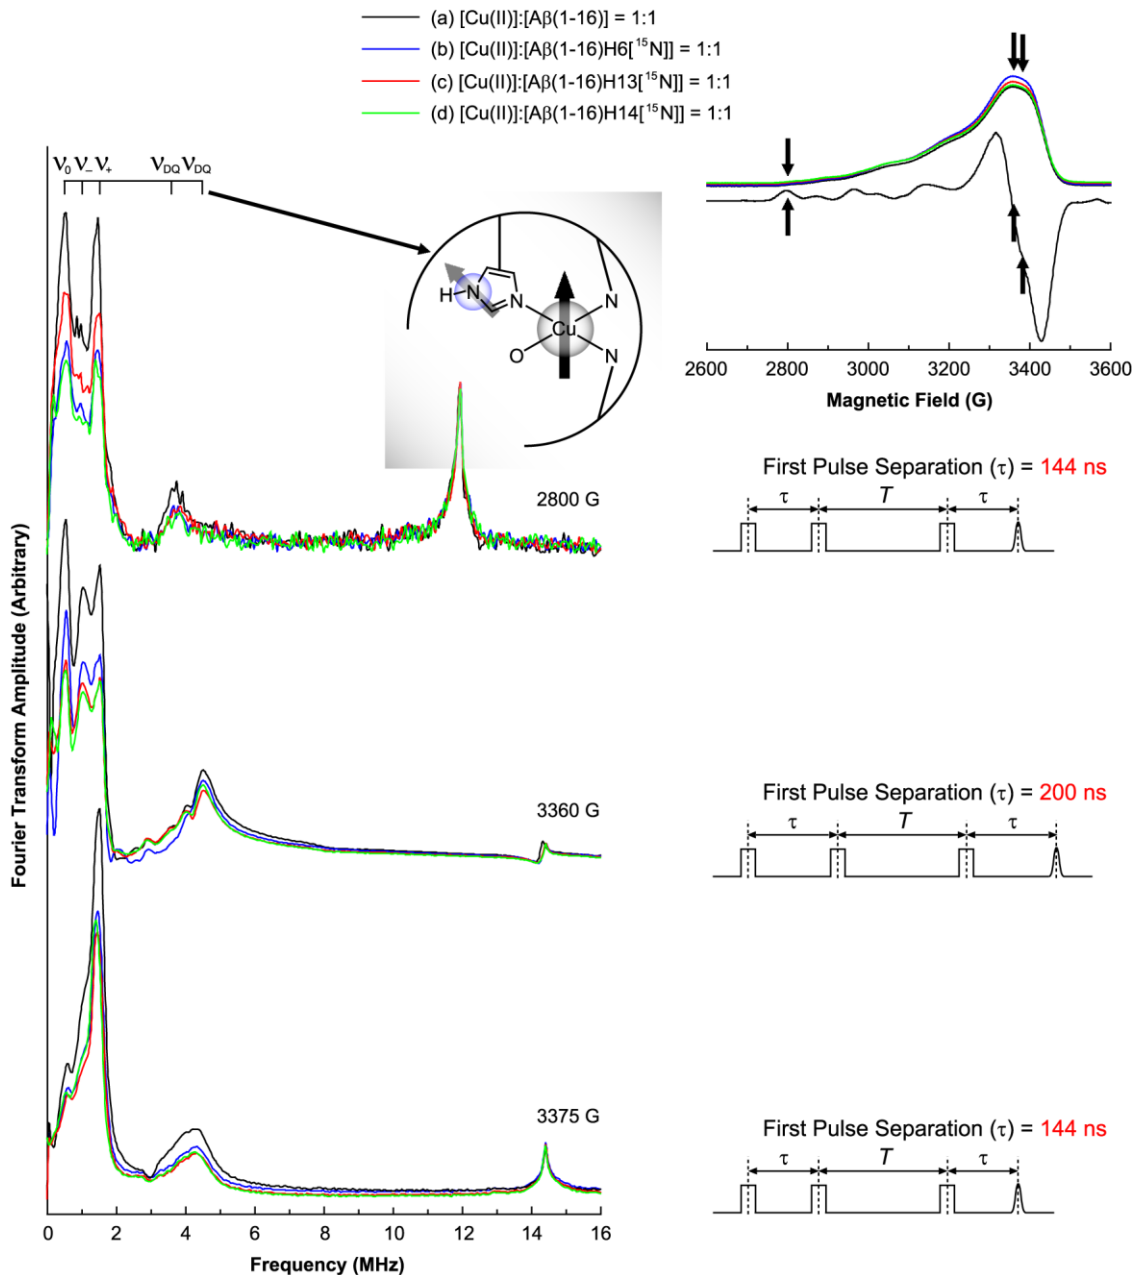 (a) [Cu(II)]:[Aβ(1-16)] = 1:1
(b) [Cu(II)]:[Aβ(1-16)H6[¹⁵N]] = 1:1
(c) [Cu(II)]:[Aβ(1-16)H13[¹⁵N]] = 1:1
(d) [Cu(II)]:[Aβ(1-16)H14[¹⁵N]] = 1:1
ν₀ ν₋ ν₊ ν_DQ ν_DQ
H N N N
Cu
O N
2600 2800 3000 3200 3400 3600
Magnetic Field (G)
2800 G
First Pulse Separation (τ) = 144 ns
τ T τ
3360 G
First Pulse Separation (τ) = 200 ns
τ T τ
3375 G
First Pulse Separation (τ) = 144 ns
τ T τ
Fourier Transform Amplitude (Arbitrary)
0 2 4 6 8 10 12 14 16
Frequency (MHz)